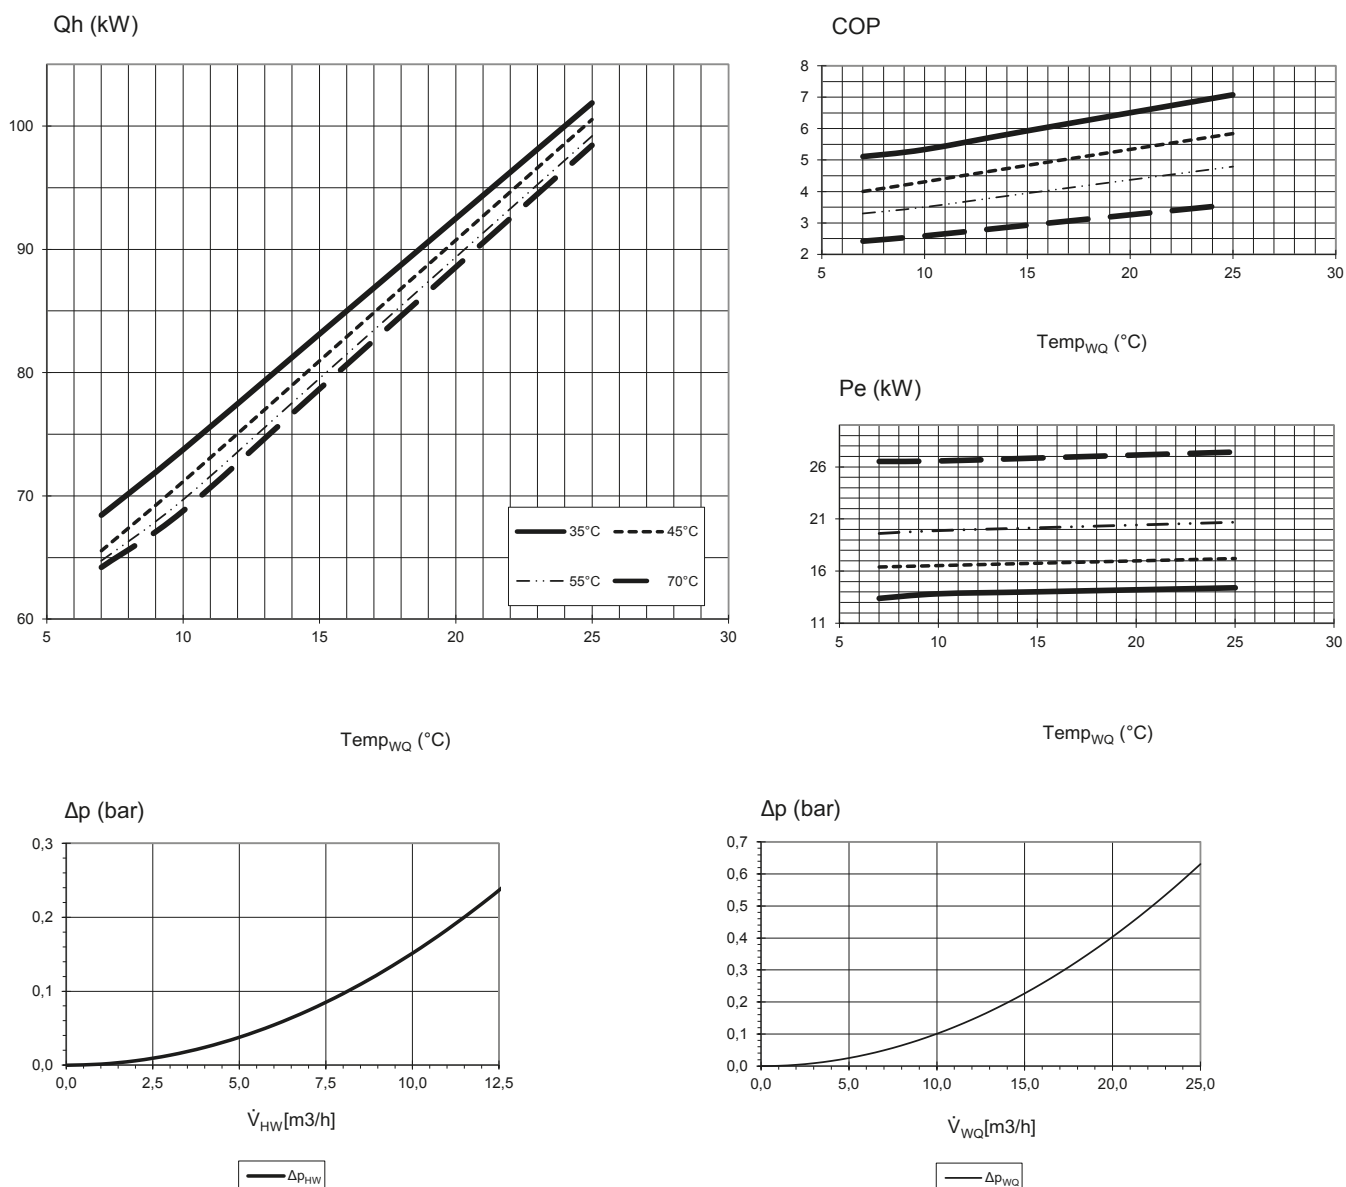 Qh (kW)
100
90
80
70
60
5 10 15 20 25 30
35°C 45°C
55°C 70°C
Temp_WQ (°C)
COP
8
7
6
5
4
3
2
5 10 15 20 25 30
Temp_WQ (°C)
Pe (kW)
26
21
16
11
5 10 15 20 25 30
Temp_WQ (°C)
Δp (bar)
0,3
0,2
0,1
0,0
0,0 2,5 5,0 7,5 10,0 12,5
V̇_HW[m3/h]
Δp_HW
Δp (bar)
0,7
0,6
0,5
0,4
0,3
0,2
0,1
0,0
0,0 5,0 10,0 15,0 20,0 25,0
V̇_WQ[m3/h]
Δp_WQ